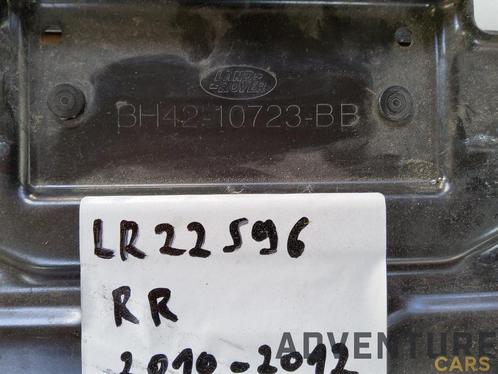 LAND-
-ROVER
BH42-10723-BB
LR22596
RR
2010-2012
ADVENTURE
CARS